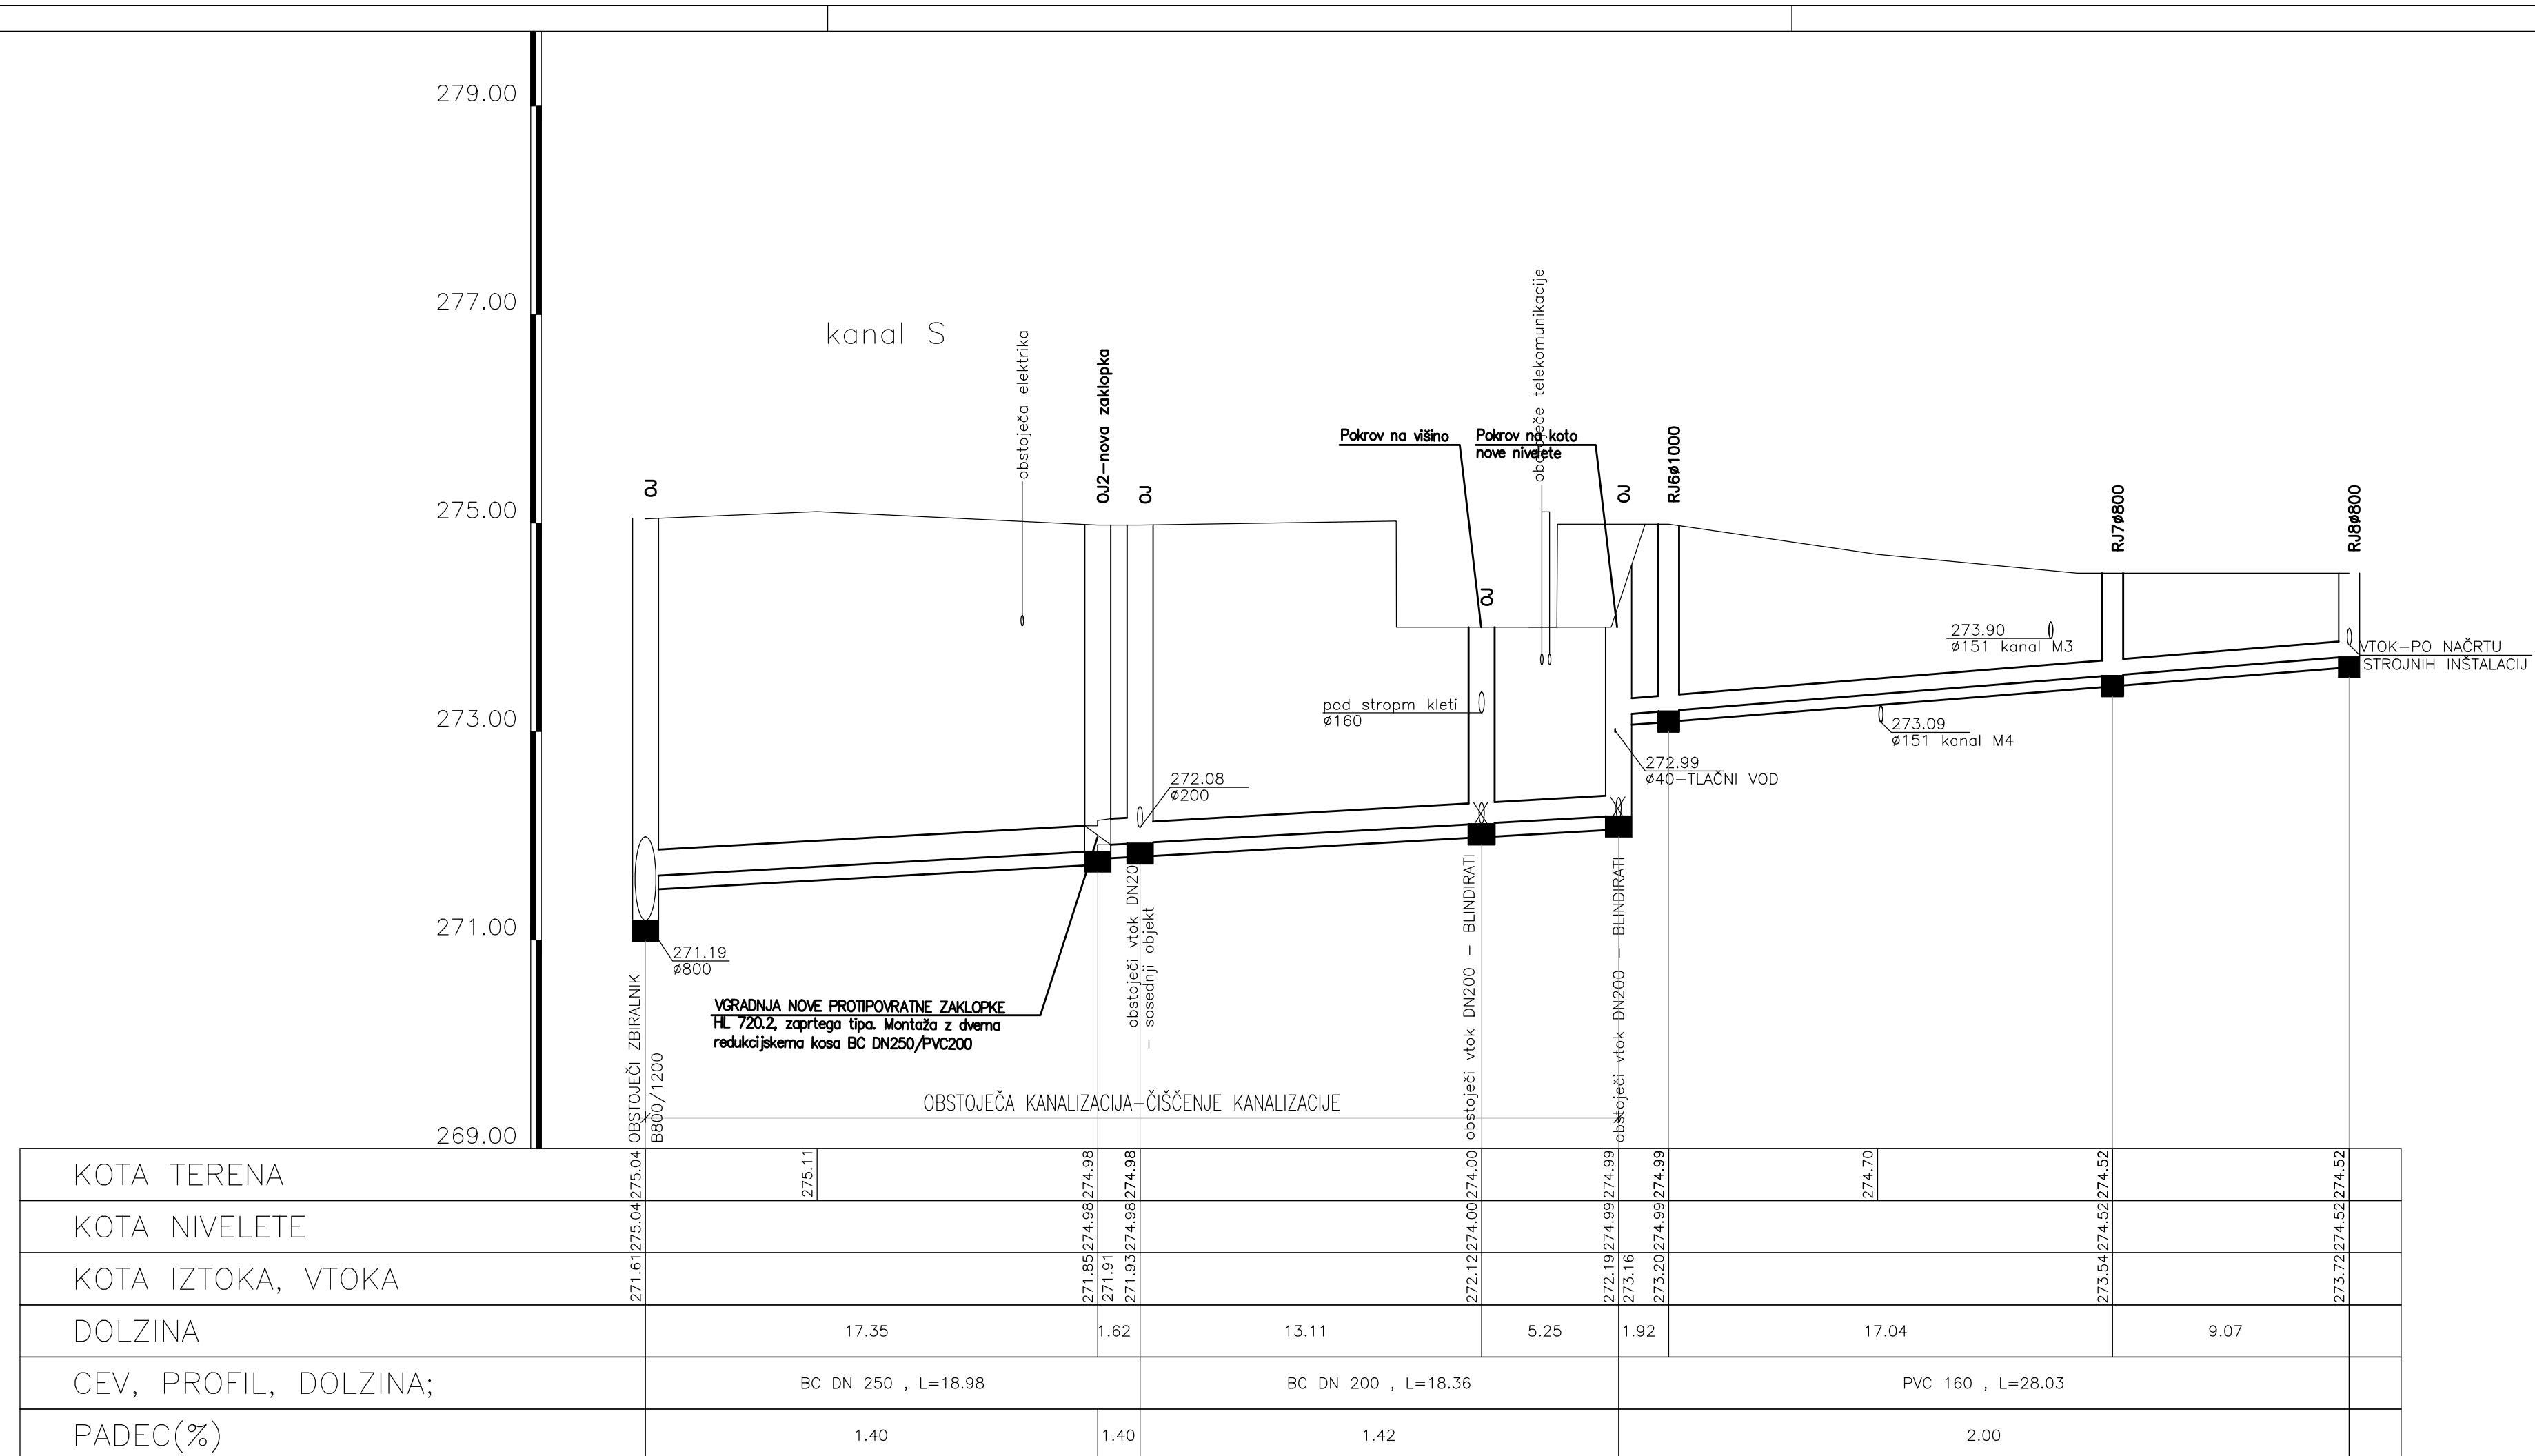 279.00
277.00
275.00
273.00
271.00
269.00
kanal S
OJ
obstoječa elektrika
OJ2-nova zaklopka
OJ
Pokrov na višino
OJ
Pokrov na koto
nove nivelete
obstoječe telekomunikacije
OJ
RJ6ø1000
RJ7ø800
RJ8ø800
273.90
ø151 kanal M3
VTOK-PO NAČRTU
STROJNIH INŠTALACIJ
pod stropm kleti
ø160
273.09
ø151 kanal M4
272.99
ø40-TLAČNI VOD
272.08
ø200
271.19
ø800
VGRADNJA NOVE PROTIPOVRATNE ZAKLOPKE
HL 720.2, zaprtega tipa. Montaža z dvema
redukcijskema kosa BC DN250/PVC200
OBSTOJEČI ZBIRALNIK
B800/1200
obstoječi vtok DN20
- sosednji objekt
obstoječi vtok DN200 - BLINDIRATI
obstoječi vtok DN200 - BLINDIRATI
OBSTOJEČA KANALIZACIJA-ČIŠČENJE KANALIZACIJE
KOTA TERENA 275.04 275.11 274.98 274.98 274.00 274.99 274.99 274.70 274.52 274.52
KOTA NIVELETE 275.04 274.98 274.98 274.00 274.99 274.99 274.52 274.52
KOTA IZTOKA, VTOKA 271.61 271.85 271.91 271.93 272.12 272.19 273.16 273.20 273.54 273.72
DOLZINA 17.35 1.62 13.11 5.25 1.92 17.04 9.07
CEV, PROFIL, DOLZINA; BC DN 250 , L=18.98 BC DN 200 , L=18.36 PVC 160 , L=28.03
PADEC(%) 1.40 1.40 1.42 2.00